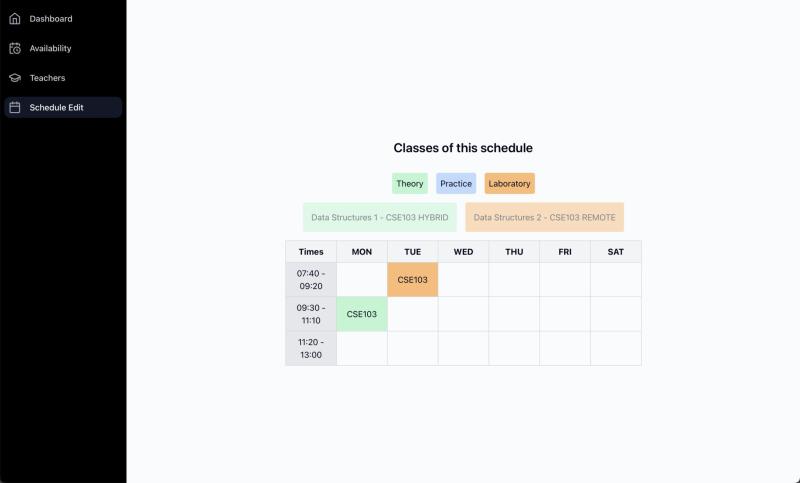 Dashboard
Availability
Teachers
Schedule Edit
Classes of this schedule
Theory Practice Laboratory
Data Structures 1 - CSE103 HYBRID Data Structures 2 - CSE103 REMOTE
Times MON TUE WED THU FRI SAT
07:40 -
09:20
CSE103
09:30 -
11:10
CSE103
11:20 -
13:00